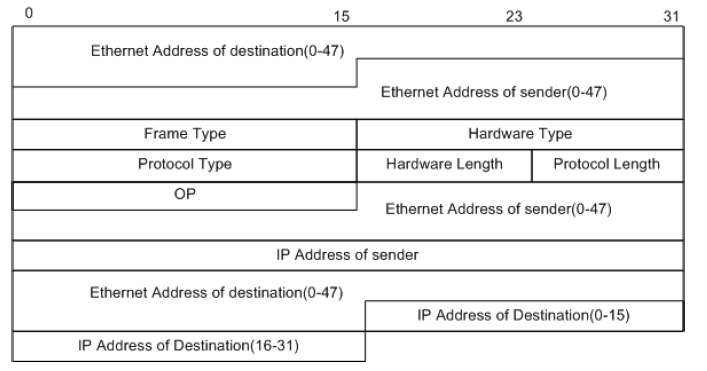 0 15 23 31
Ethernet Address of destination(0-47)
Ethernet Address of sender(0-47)
Frame Type Hardware Type
Protocol Type Hardware Length Protocol Length
OP
Ethernet Address of sender(0-47)
IP Address of sender
Ethernet Address of destination(0-47)
IP Address of Destination(0-15)
IP Address of Destination(16-31)